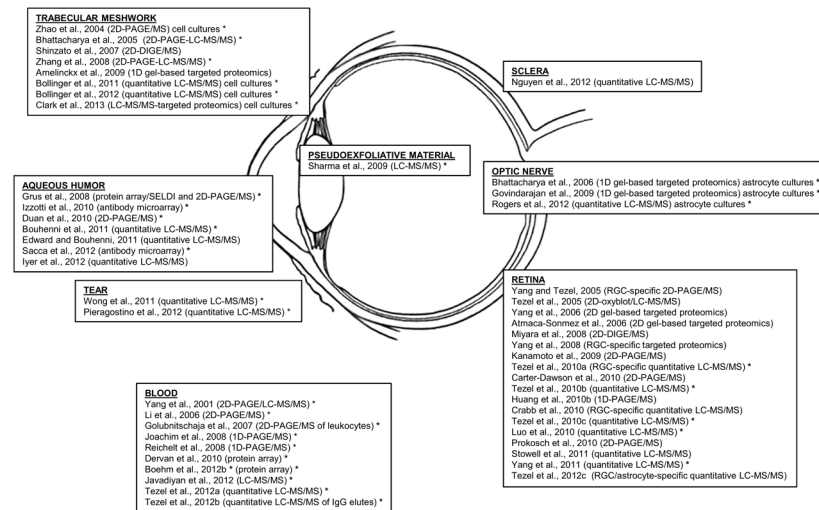 TRABECULAR MESHWORK
Zhao et al., 2004 (2D-PAGE/MS) cell cultures *
Bhattacharya et al., 2005 (2D-PAGE-LC-MS/MS) *
Shinzato et al., 2007 (2D-DIGE/MS)
Zhang et al., 2008 (2D-PAGE-LC-MS/MS) *
Amelinckx et al., 2009 (1D gel-based targeted proteomics)
Bollinger et al., 2011 (quantitative LC-MS/MS) cell cultures *
Bollinger et al., 2012 (quantitative LC-MS/MS) cell cultures *
Clark et al., 2013 (LC-MS/MS-targeted proteomics) cell cultures *
SCLERA
Nguyen et al., 2012 (quantitative LC-MS/MS)
PSEUDOEXFOLIATIVE MATERIAL
Sharma et al., 2009 (LC-MS/MS) *
OPTIC NERVE
Bhattacharya et al., 2006 (1D gel-based targeted proteomics) astrocyte cultures *
Govindarajan et al., 2009 (1D gel-based targeted proteomics) astrocyte cultures *
Rogers et al., 2012 (quantitative LC-MS/MS) astrocyte cultures *
AQUEOUS HUMOR
Grus et al., 2008 (protein array/SELDI and 2D-PAGE/MS) *
Izzotti et al., 2010 (antibody microarray) *
Duan et al., 2010 (2D-PAGE/MS) *
Bouhenni et al., 2011 (quantitative LC-MS/MS) *
Edward and Bouhenni, 2011 (quantitative LC-MS/MS)
Sacca et al., 2012 (antibody microarray) *
Iyer et al., 2012 (quantitative LC-MS/MS)
TEAR
Wong et al., 2011 (quantitative LC-MS/MS) *
Pieragostino et al., 2012 (quantitative LC-MS/MS) *
RETINA
Yang and Tezel, 2005 (RGC-specific 2D-PAGE/MS)
Tezel et al., 2005 (2D-oxyblot/LC-MS/MS)
Yang et al., 2006 (2D gel-based targeted proteomics)
Atmaca-Sonmez et al., 2006 (2D gel-based targeted proteomics)
Miyara et al., 2008 (2D-DIGE/MS)
Yang et al., 2008 (RGC-specific targeted proteomics)
Kanamoto et al., 2009 (2D-PAGE/MS)
Tezel et al., 2010a (RGC-specific quantitative LC-MS/MS) *
Carter-Dawson et al., 2010 (2D-PAGE/MS)
Tezel et al., 2010b (quantitative LC-MS/MS) *
Huang et al., 2010b (1D-PAGE/MS)
Crabb et al., 2010 (RGC-specific quantitative LC-MS/MS)
Tezel et al., 2010c (quantitative LC-MS/MS) *
Luo et al., 2010 (quantitative LC-MS/MS) *
Prokosch et al., 2010 (2D-PAGE/MS)
Stowell et al., 2011 (quantitative LC-MS/MS)
Yang et al., 2011 (quantitative LC-MS/MS) *
Tezel et al., 2012c (RGC/astrocyte-specific quantitative LC-MS/MS)
BLOOD
Yang et al., 2001 (2D-PAGE/LC-MS/MS) *
Li et al., 2006 (2D-PAGE/MS) *
Golubnitschaja et al., 2007 (2D-PAGE/MS of leukocytes) *
Joachim et al., 2008 (1D-PAGE/MS) *
Reichelt et al., 2008 (1D-PAGE/MS) *
Dervan et al., 2010 (protein array) *
Boehm et al., 2012b * (protein array) *
Javadiyan et al., 2012 (LC-MS/MS) *
Tezel et al., 2012a (quantitative LC-MS/MS) *
Tezel et al., 2012b (quantitative LC-MS/MS of IgG elutes) *